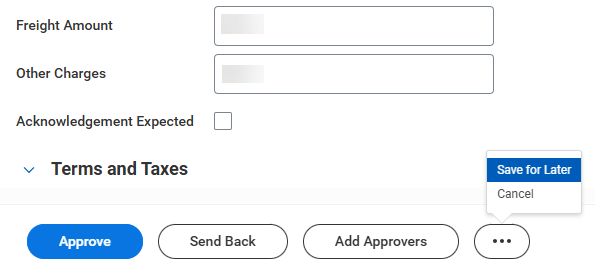 Freight Amount
Other Charges
Acknowledgement Expected
Terms and Taxes
Save for Later
Cancel
Approve
Send Back
Add Approvers
•••